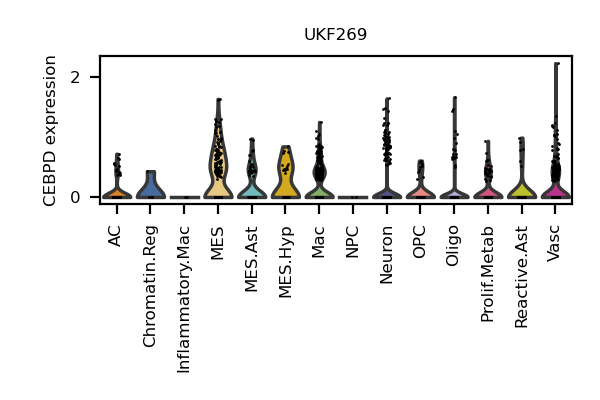 UKF269
CEBPD expression
2
0
AC
Chromatin.Reg
Inflammatory.Mac
MES
MES.Ast
MES.Hyp
Mac
NPC
Neuron
OPC
Oligo
Prolif.Metab
Reactive.Ast
Vasc